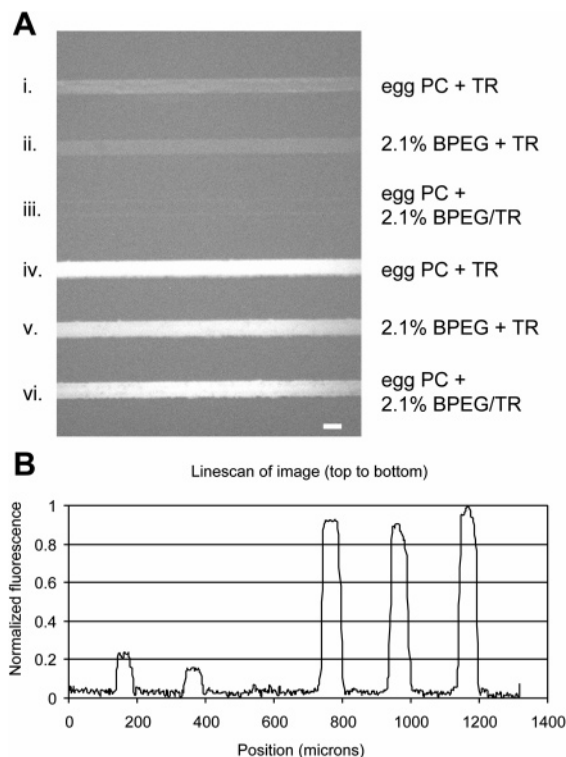 A
i.
egg PC + TR
ii.
2.1% BPEG + TR
iii.
egg PC +
2.1% BPEG/TR
iv.
egg PC + TR
v.
2.1% BPEG + TR
vi.
egg PC +
2.1% BPEG/TR
B
Linescan of image (top to bottom)
Normalized fluorescence
1
0.8
0.6
0.4
0.2
0
0 200 400 600 800 1000 1200 1400
Position (microns)